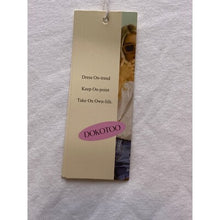 Dress On-trend
Keep On-point
Take On Own-life.
DOKOTOO